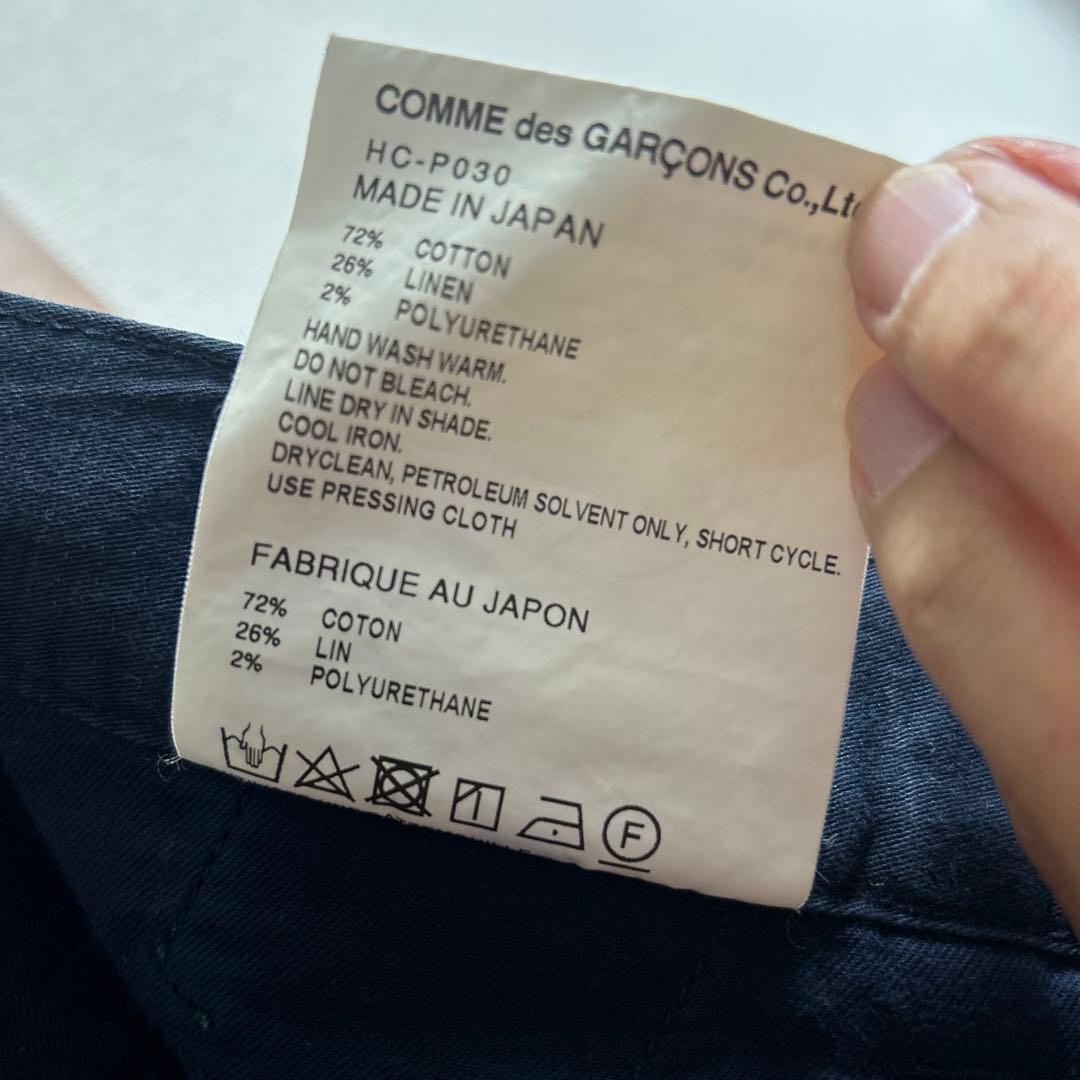 COMME des GARÇONS Co.,Lt
HC-P030
MADE IN JAPAN
72% COTTON
26% LINEN
2% POLYURETHANE
HAND WASH WARM.
DO NOT BLEACH.
LINE DRY IN SHADE.
COOL IRON.
DRYCLEAN, PETROLEUM SOLVENT ONLY, SHORT CYCLE.
USE PRESSING CLOTH
FABRIQUE AU JAPON
72% COTON
26% LIN
2% POLYURETHANE
F